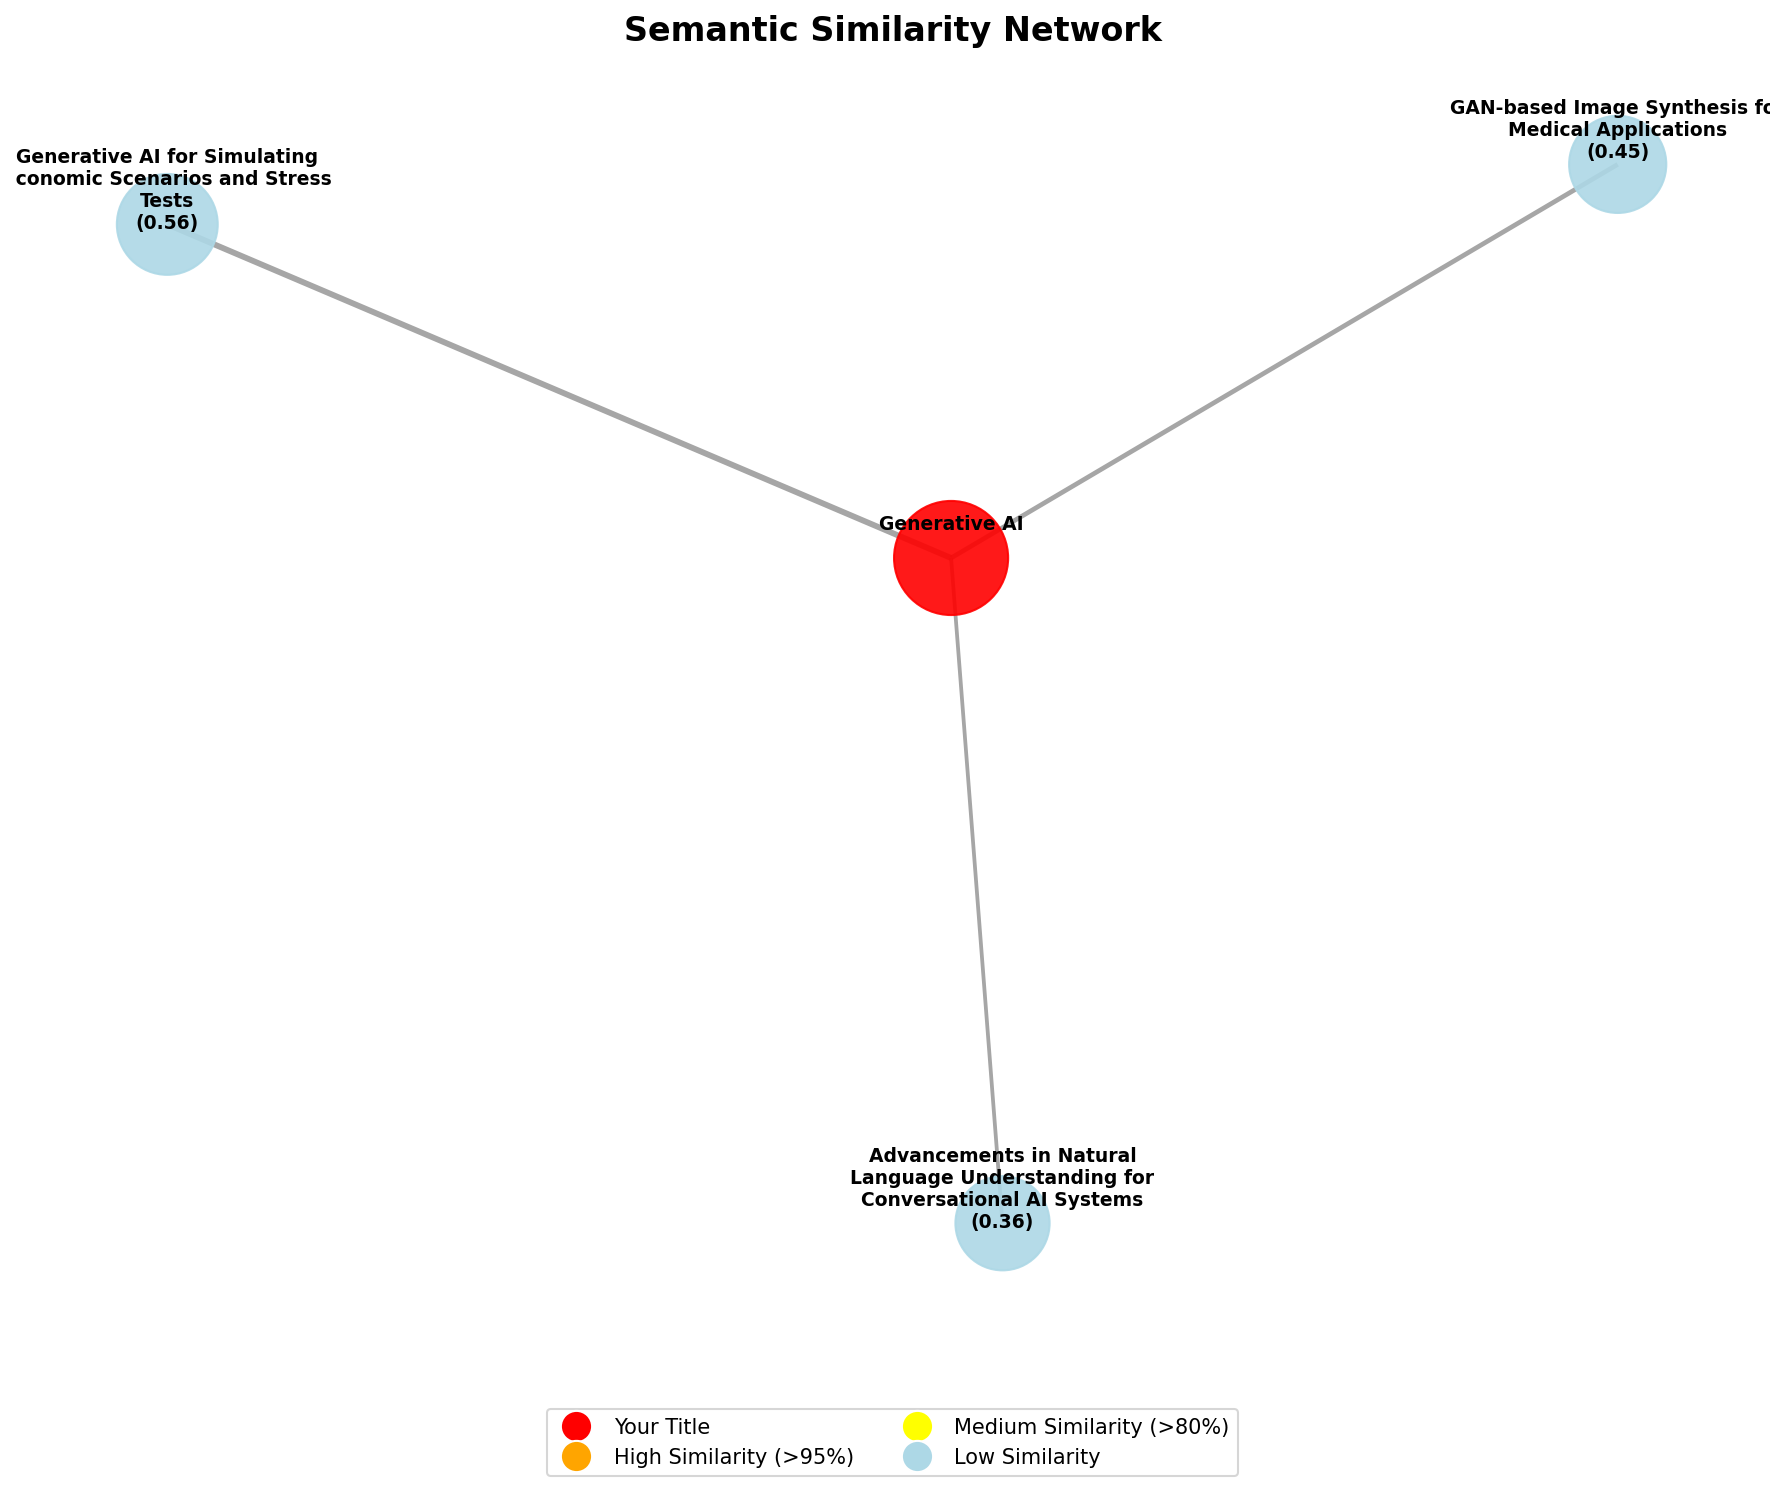 Semantic Similarity Network
GAN-based Image Synthesis fo
Medical Applications
(0.45)
Generative AI for Simulating
conomic Scenarios and Stress
Tests
(0.56)
Generative AI
Advancements in Natural
Language Understanding for
Conversational AI Systems
(0.36)
Your Title
High Similarity (>95%)
Medium Similarity (>80%)
Low Similarity